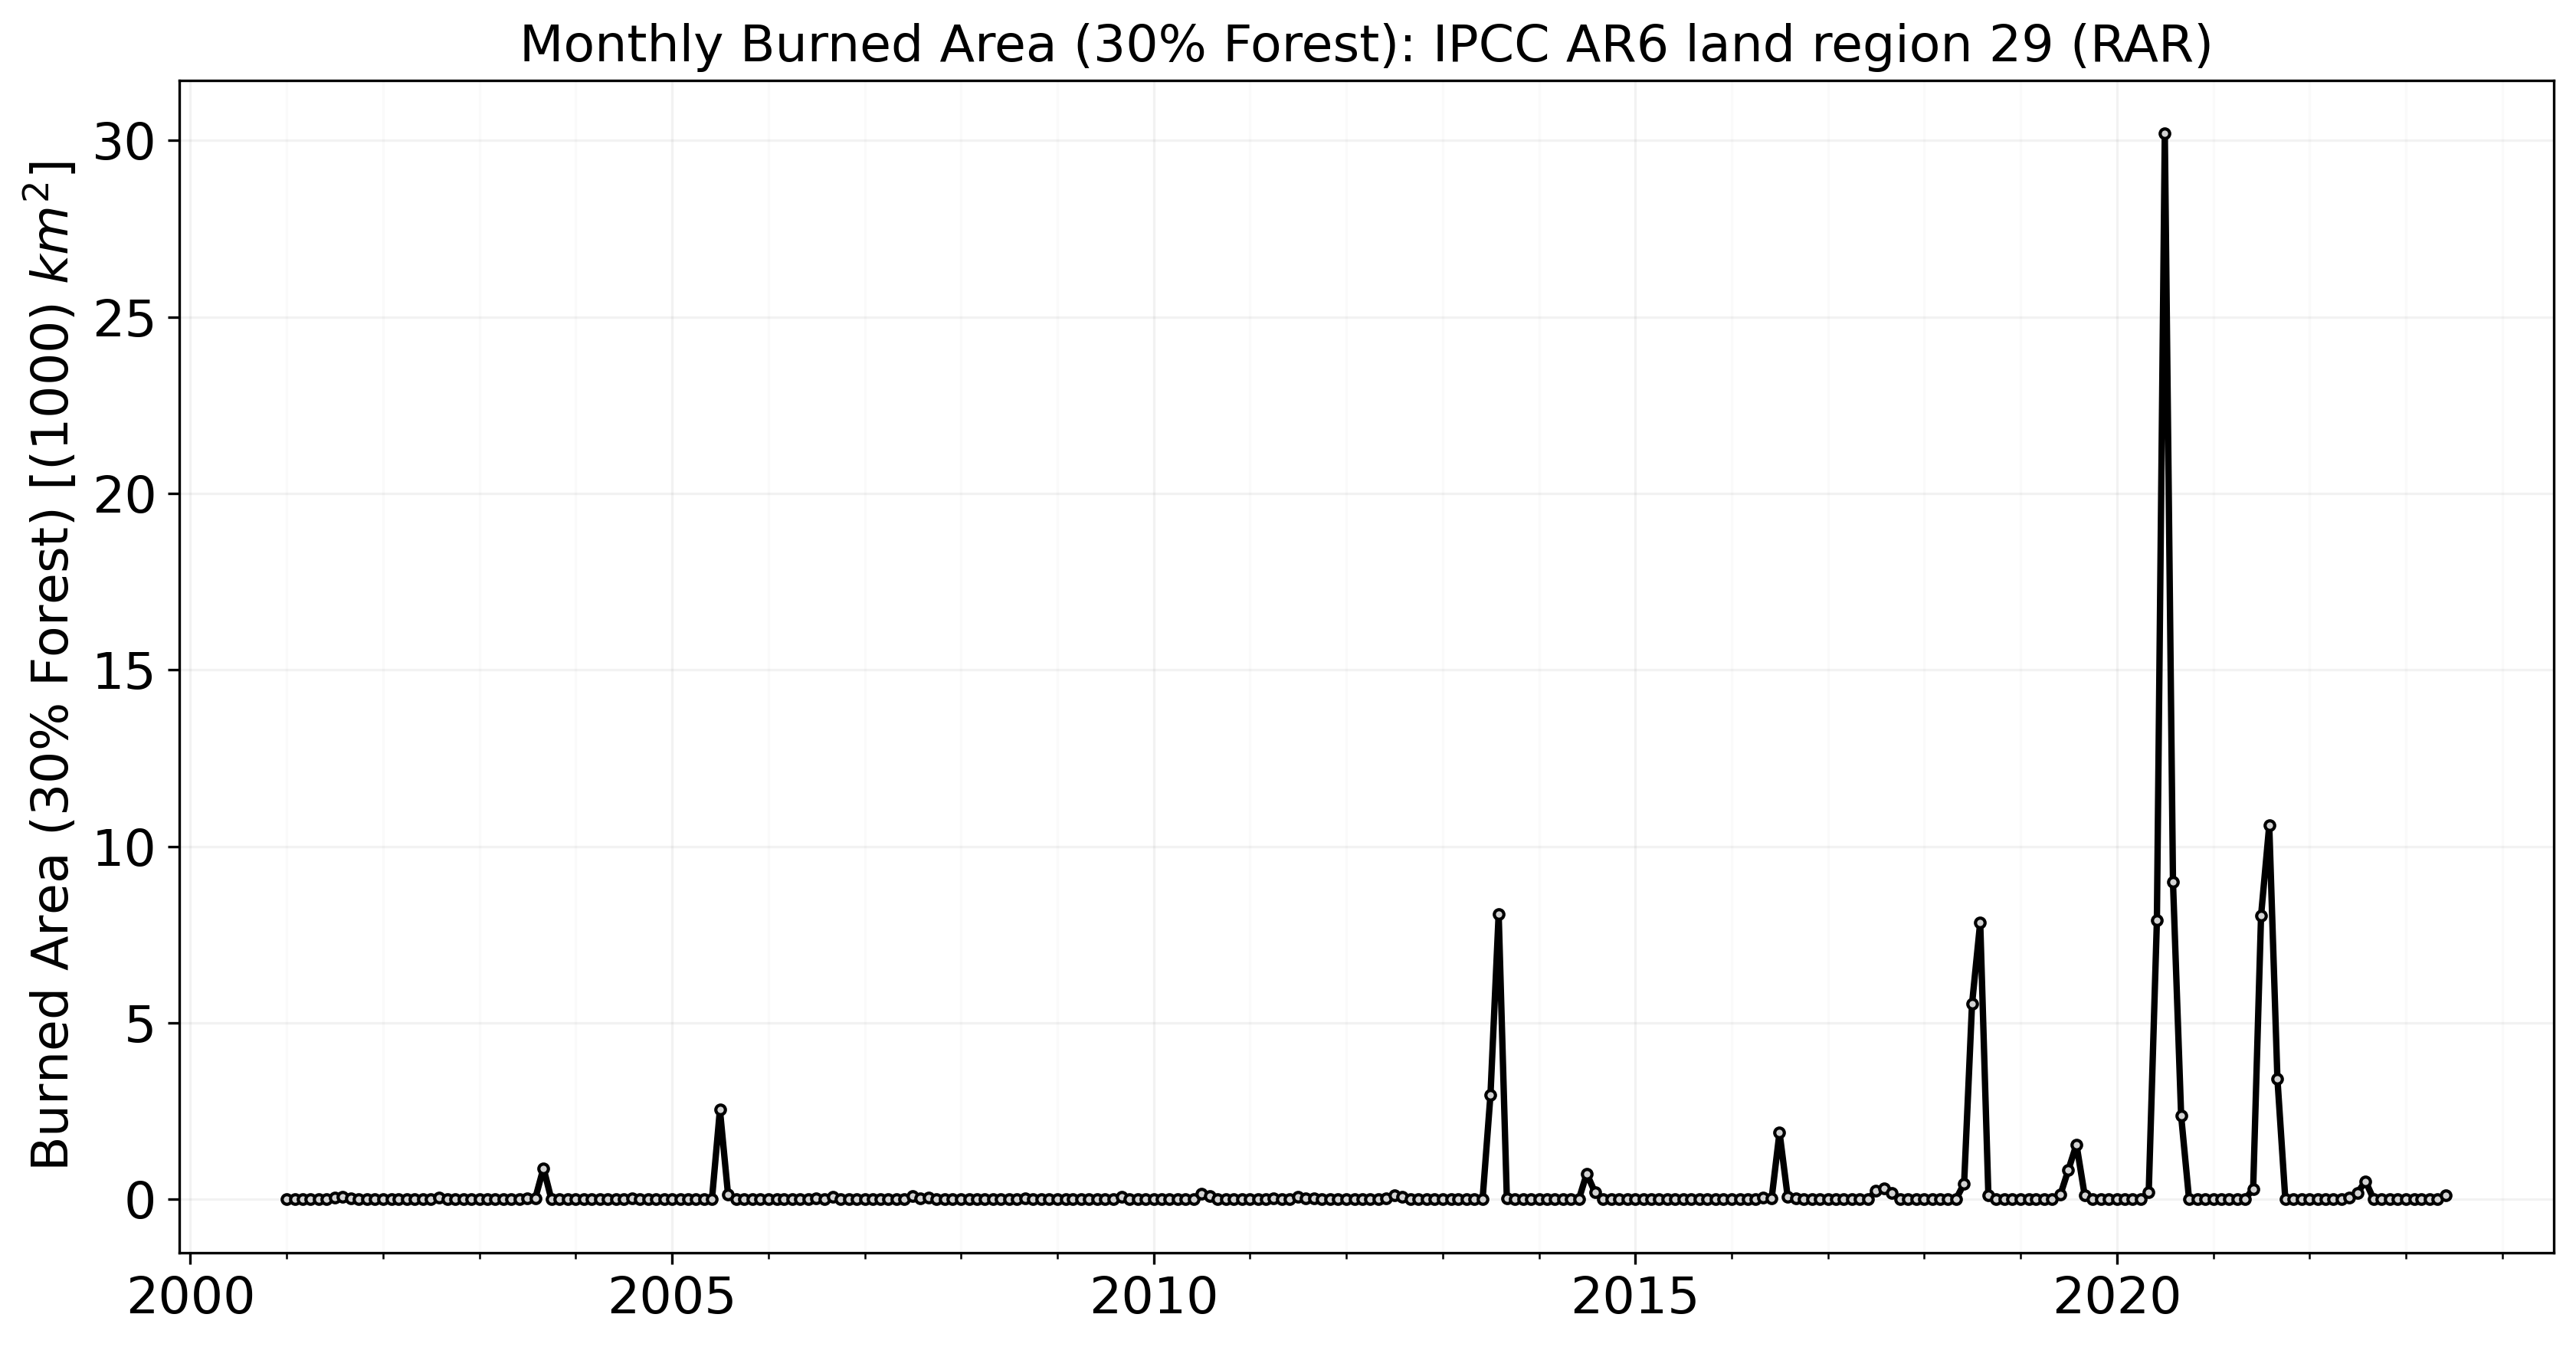 Monthly Burned Area (30% Forest): IPCC AR6 land region 29 (RAR)
Burned Area (30% Forest) [(1000) km²]
30
25
20
15
10
5
0
2000 2005 2010 2015 2020